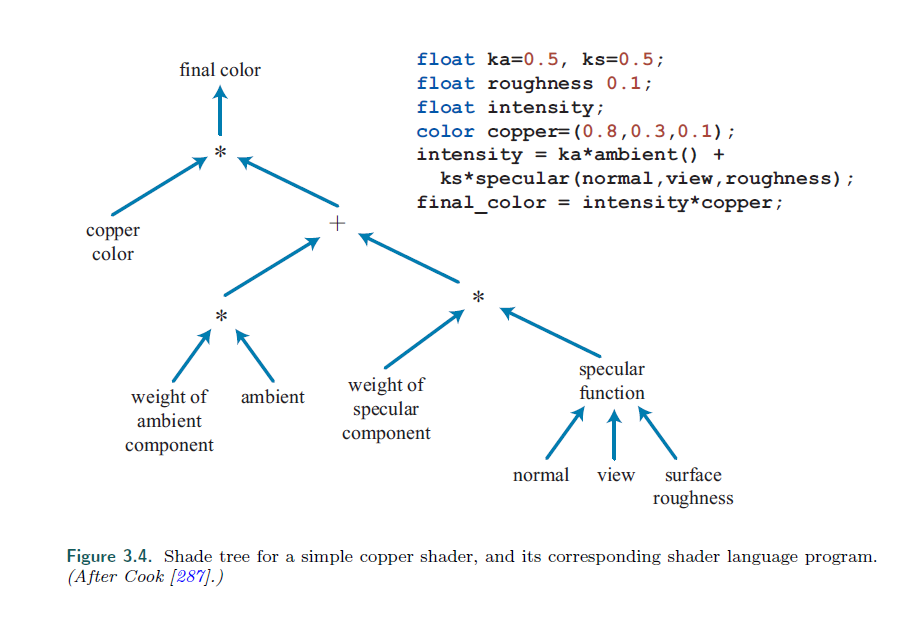 final color
*
copper
color
+
*
weight of
ambient
component
ambient
*
weight of
specular
component
specular
function
normal
view
surface
roughness
float ka=0.5, ks=0.5;
float roughness 0.1;
float intensity;
color copper=(0.8,0.3,0.1);
intensity = ka*ambient() +
ks*specular(normal,view,roughness);
final_color = intensity*copper;
Figure 3.4. Shade tree for a simple copper shader, and its corresponding shader language program.
(After Cook [287].)